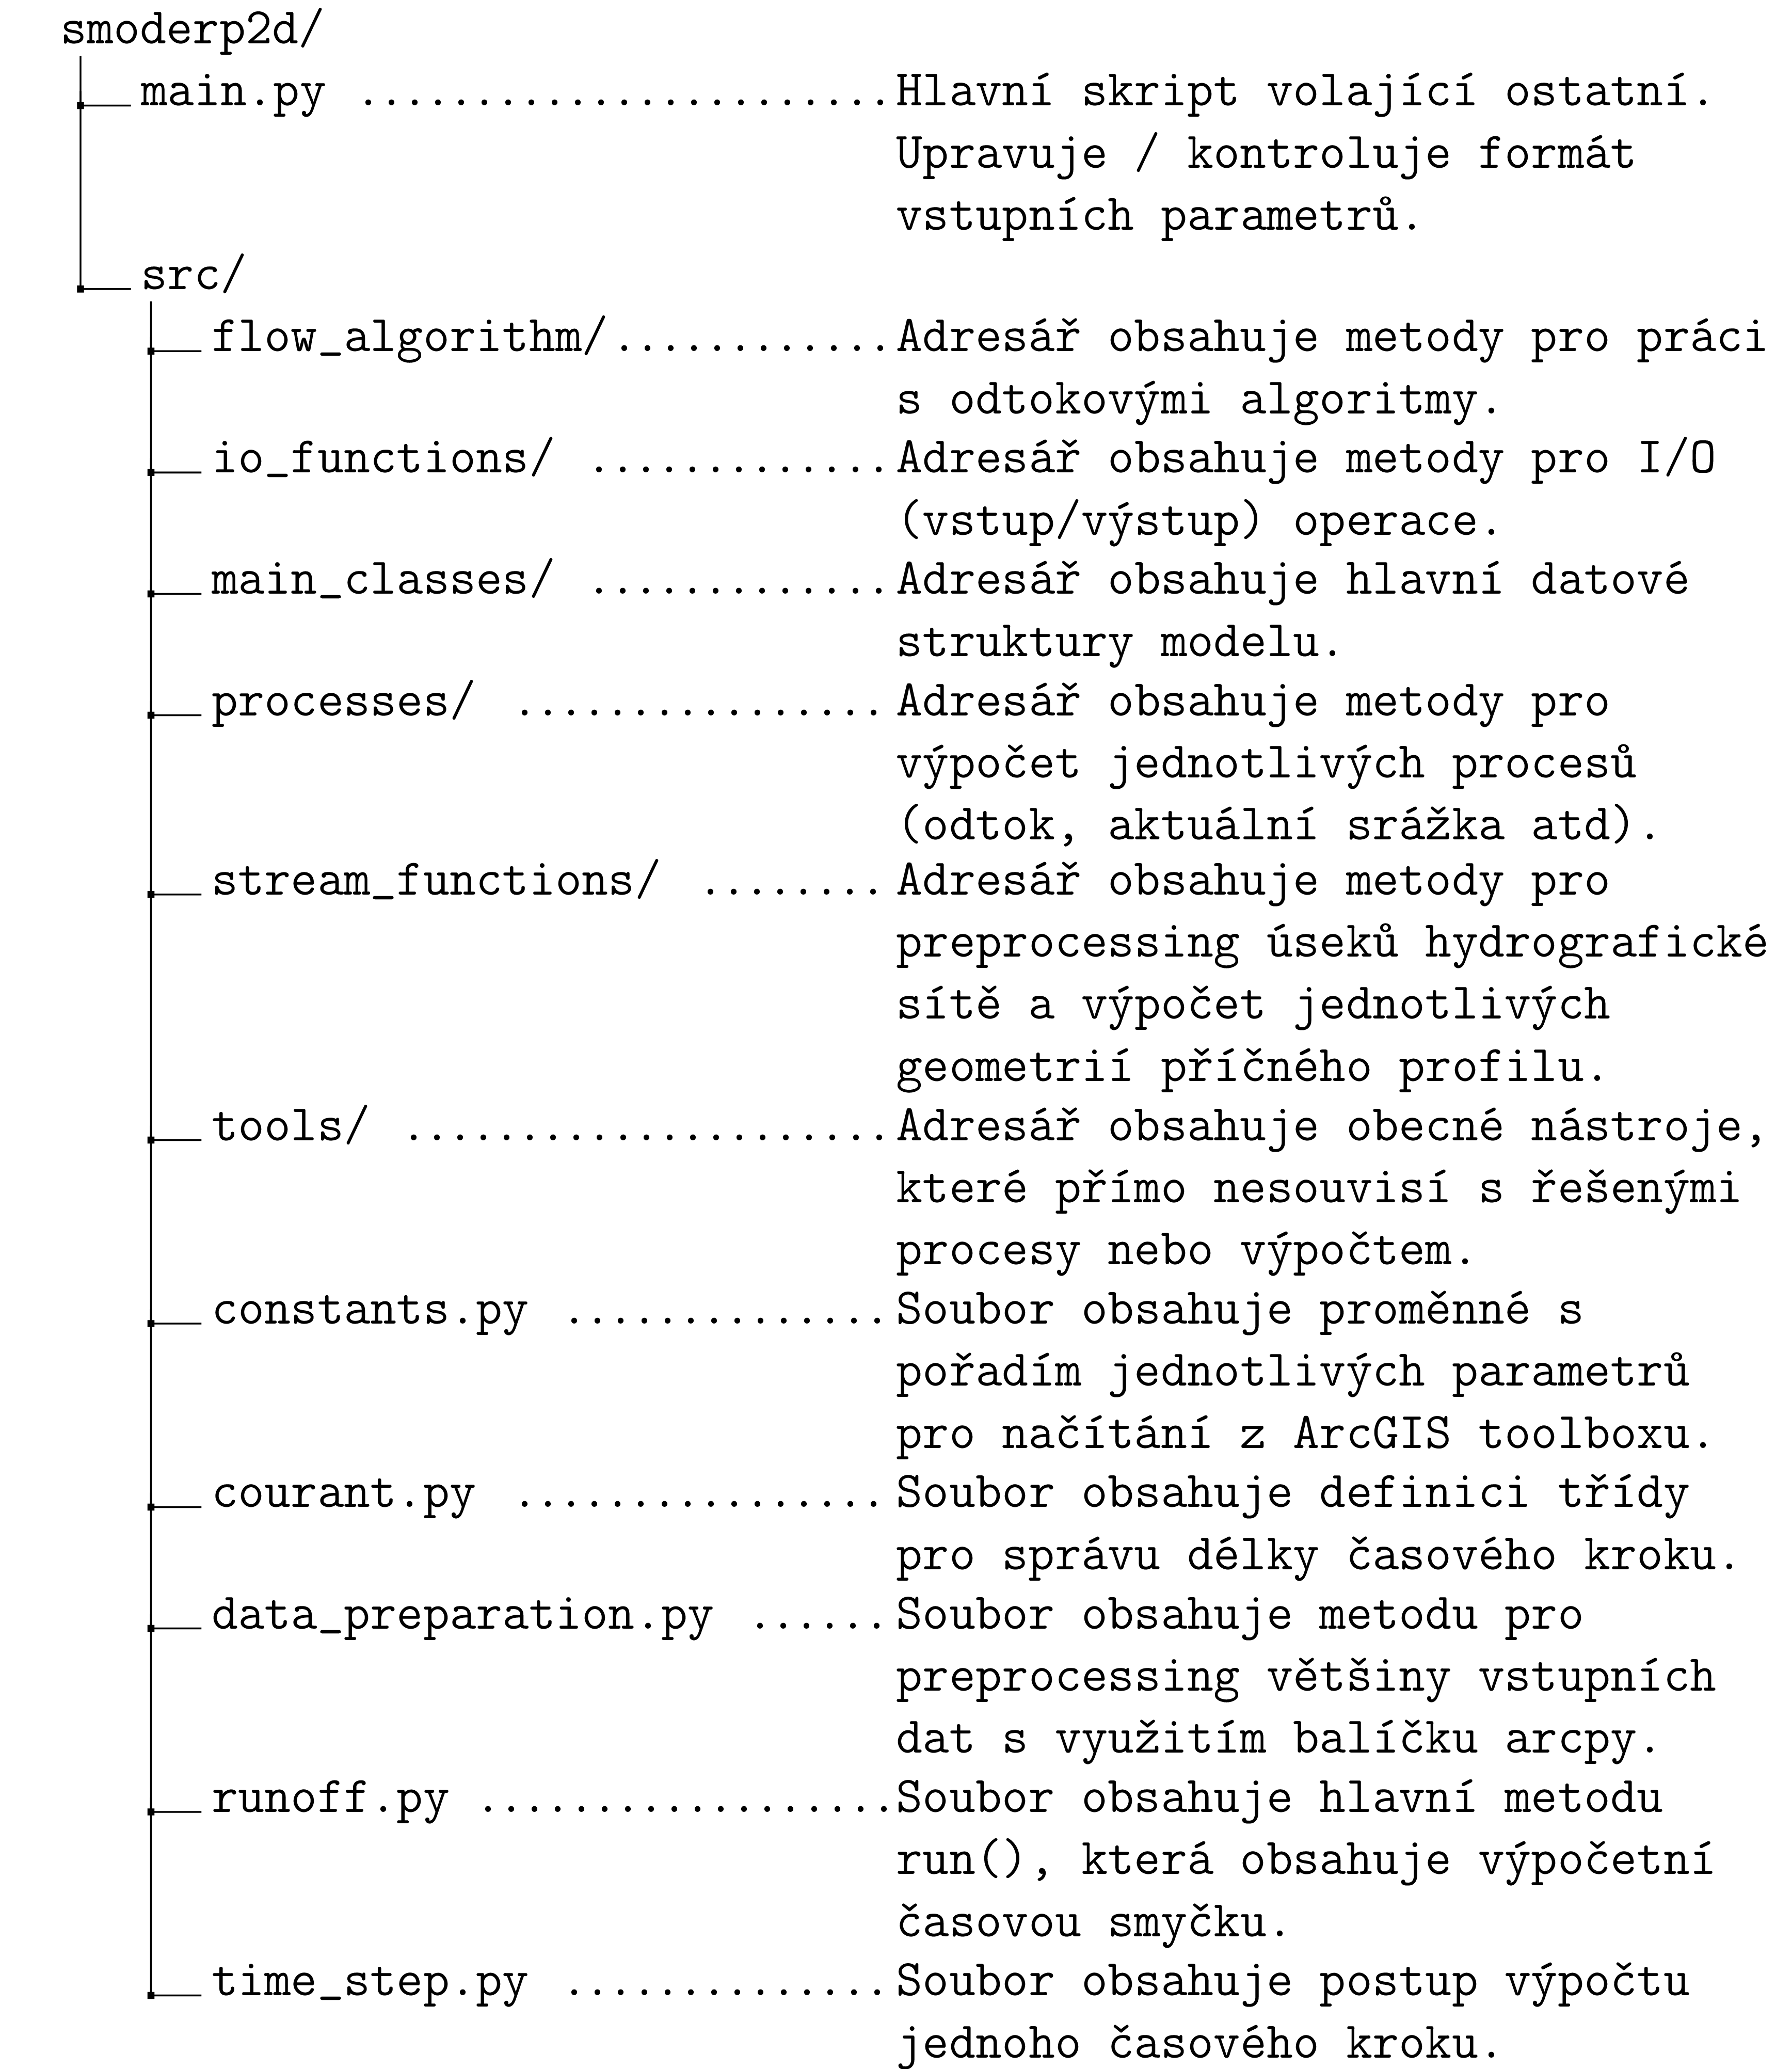 smoderp2d/
main.py ....................... Hlavní skript volající ostatní.
Upravuje / kontroluje formát
vstupních parametrů.
src/
flow_algorithm/ ............ Adresář obsahuje metody pro práci
s odtokovými algoritmy.
io_functions/ ............. Adresář obsahuje metody pro I/O
(vstup/výstup) operace.
main_classes/ ............. Adresář obsahuje hlavní datové
struktury modelu.
processes/ ................ Adresář obsahuje metody pro
výpočet jednotlivých procesů
(odtok, aktuální srážka atd).
stream_functions/ ........ Adresář obsahuje metody pro
preprocessing úseků hydrografické
sítě a výpočet jednotlivých
geometrií příčného profilu.
tools/ ..................... Adresář obsahuje obecné nástroje,
které přímo nesouvisí s řešenými
procesy nebo výpočtem.
constants.py .............. Soubor obsahuje proměnné s
pořadím jednotlivých parametrů
pro načítání z ArcGIS toolboxu.
courant.py ................ Soubor obsahuje definici třídy
pro správu délky časového kroku.
data_preparation.py ...... Soubor obsahuje metodu pro
preprocessing většiny vstupních
dat s využitím balíčku arcpy.
runoff.py .................. Soubor obsahuje hlavní metodu
run(), která obsahuje výpočetní
časovou smyčku.
time_step.py .............. Soubor obsahuje postup výpočtu
jednoho časového kroku.